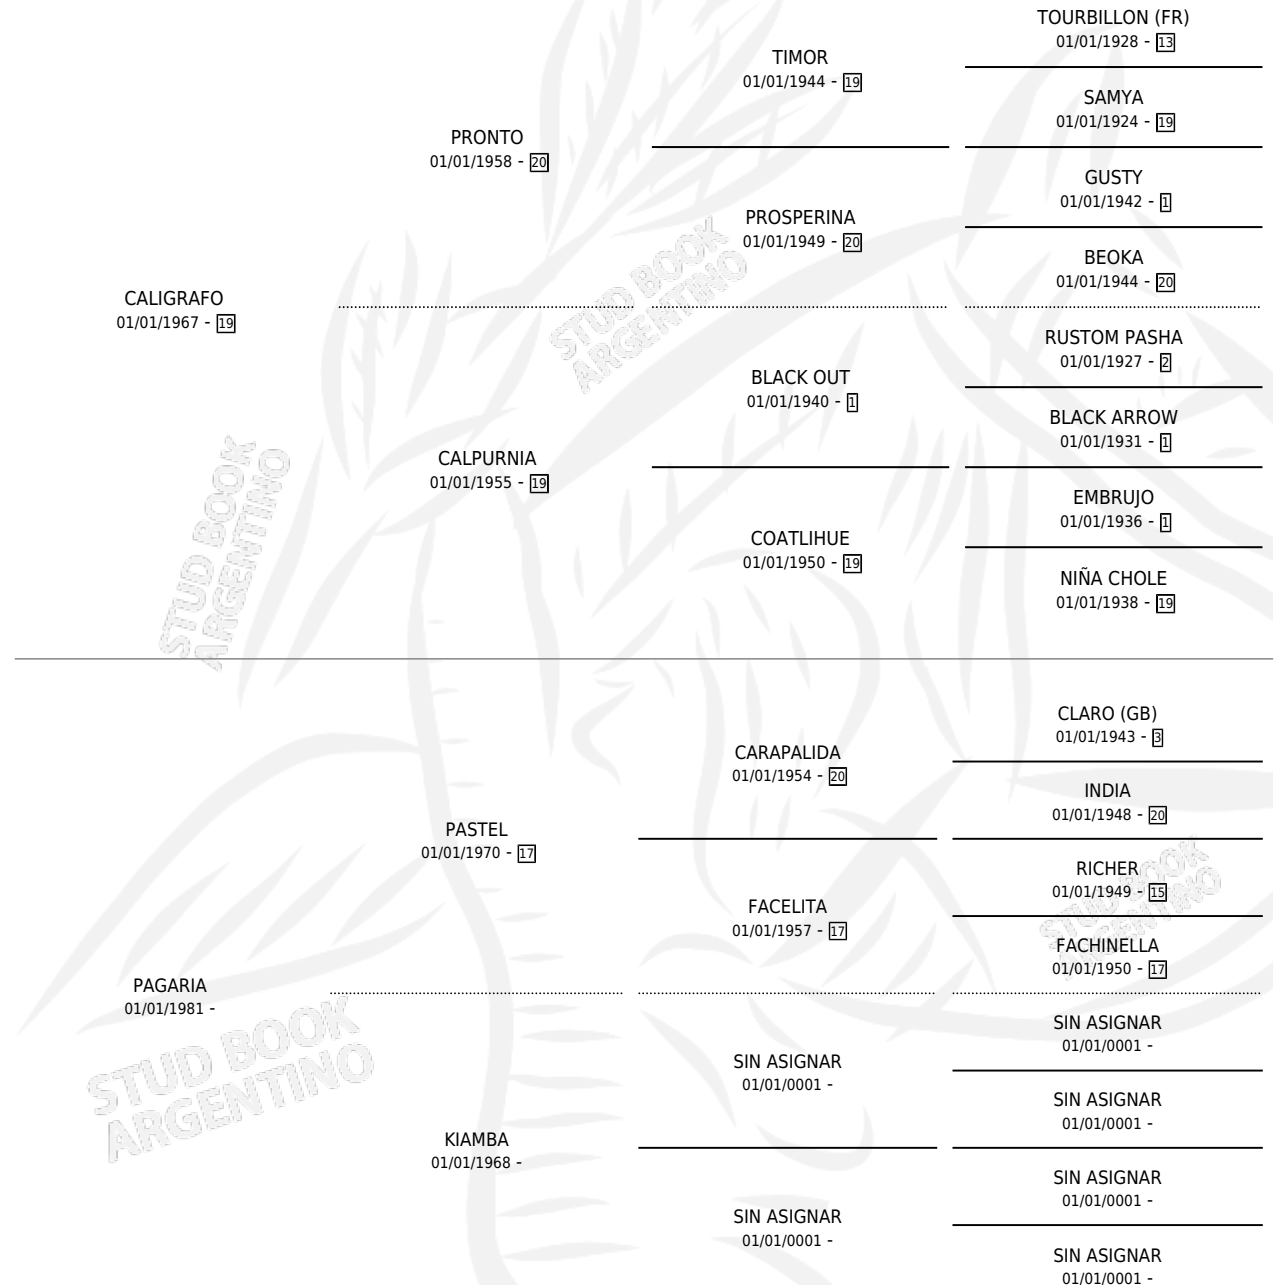 TOURBILLON (FR)
01/01/1928 - 13
TIMOR
01/01/1944 - 19
SAMYA
01/01/1924 - 19
PRONTO
01/01/1958 - 20
GUSTY
01/01/1942 - 1
PROSPERINA
01/01/1949 - 20
BEOKA
01/01/1944 - 20
CALIGRAFO
01/01/1967 - 19
RUSTOM PASHA
01/01/1927 - 2
BLACK OUT
01/01/1940 - 1
BLACK ARROW
01/01/1931 - 1
CALPURNIA
01/01/1955 - 19
EMBRUJO
01/01/1936 - 1
COATLIHUE
01/01/1950 - 19
NIÑA CHOLE
01/01/1938 - 19
CLARO (GB)
01/01/1943 - 3
CARAPALIDA
01/01/1954 - 20
INDIA
01/01/1948 - 20
PASTEL
01/01/1970 - 17
RICHER
01/01/1949 - 15
FACELITA
01/01/1957 - 17
FACHINELLA
01/01/1950 - 17
PAGARIA
01/01/1981 -
SIN ASIGNAR
01/01/0001 -
SIN ASIGNAR
01/01/0001 -
SIN ASIGNAR
01/01/0001 -
KIAMBA
01/01/1968 -
SIN ASIGNAR
01/01/0001 -
SIN ASIGNAR
01/01/0001 -
SIN ASIGNAR
01/01/0001 -
STUD BOOK
ARGENTINO
STUD BOOK
ARGENTINO
STUD BOOK
ARGENTINO
STUD BOOK
ARGENTINO